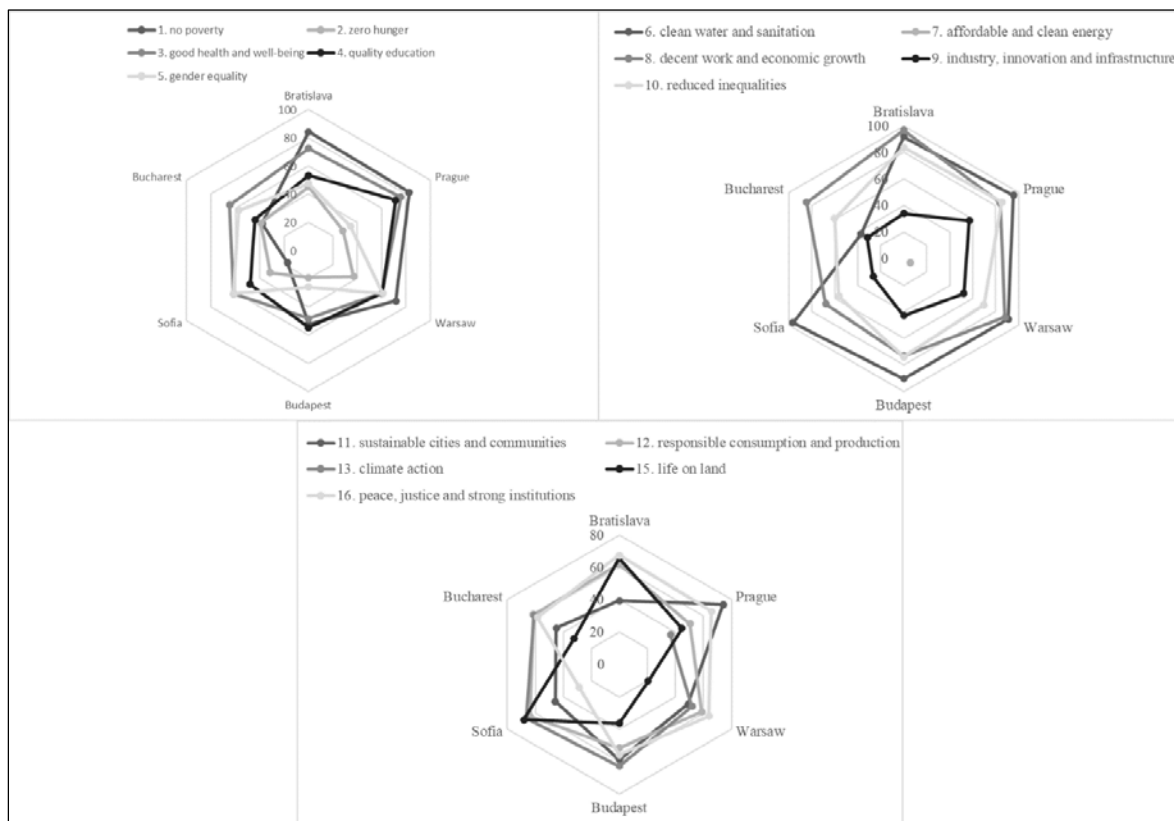 1. no poverty 2. zero hunger
3. good health and well-being 4. quality education
5. gender equality
Bratislava
100
80
60
40
20
0
Prague
Warsaw
Budapest
Sofia
Bucharest
6. clean water and sanitation 7. affordable and clean energy
8. decent work and economic growth 9. industry, innovation and infrastructure
10. reduced inequalities
Bratislava
100
80
60
40
20
0
Prague
Warsaw
Budapest
Sofia
Bucharest
11. sustainable cities and communities 12. responsible consumption and production
13. climate action 15. life on land
16. peace, justice and strong institutions
Bratislava
80
60
40
20
0
Prague
Warsaw
Budapest
Sofia
Bucharest